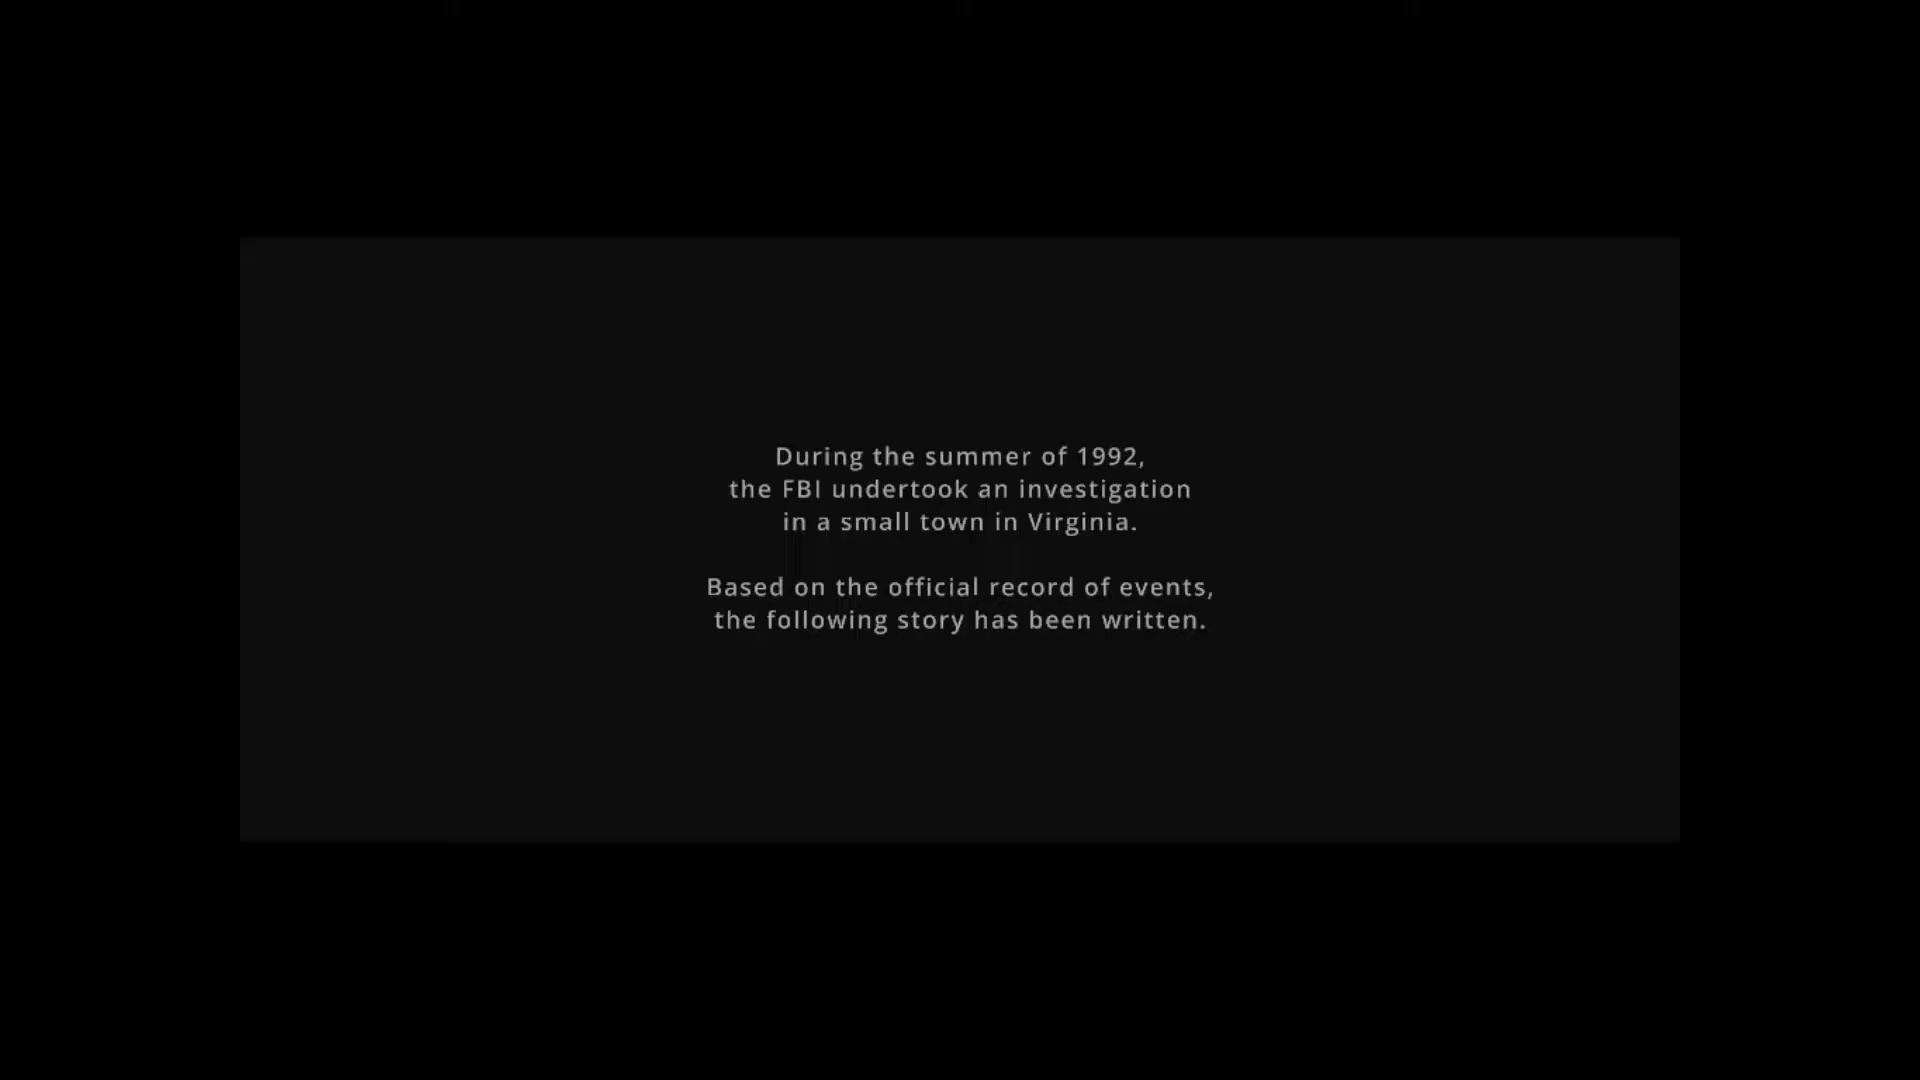 During the summer of 1992,
the FBI undertook an investigation
in a small town in Virginia.
Based on the official record of events,
the following story has been written.